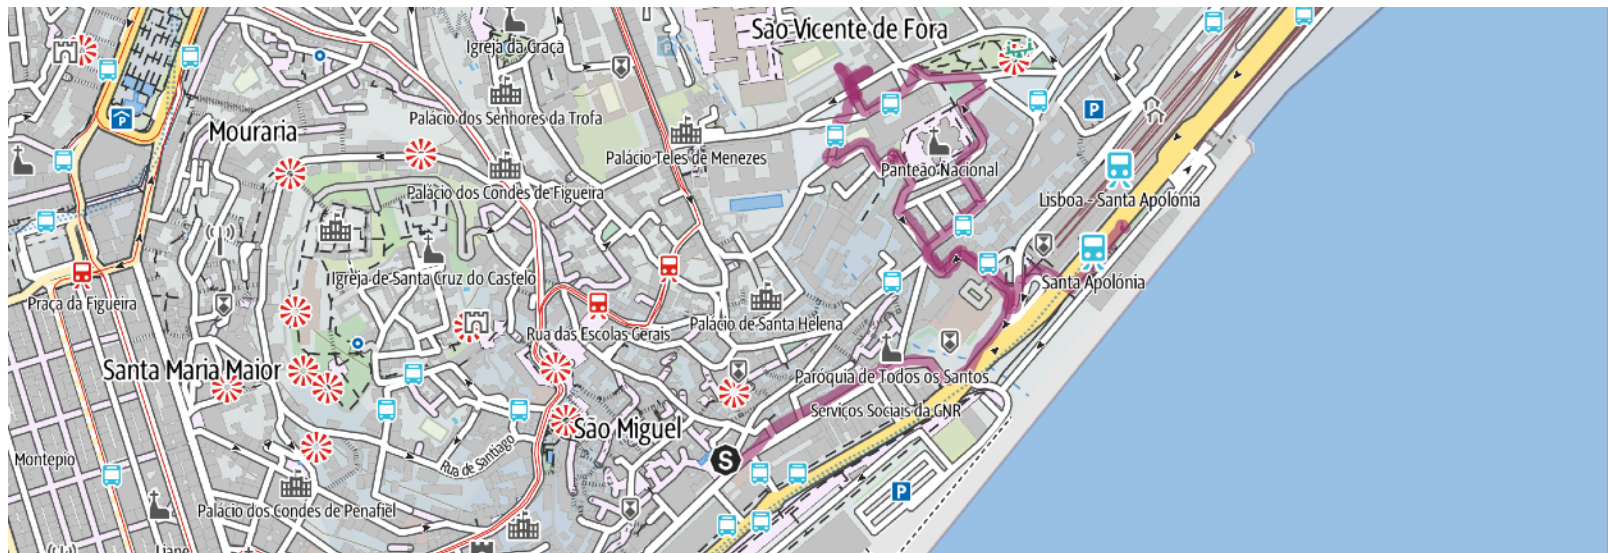 São Vicente de Fora
Igreja da Graça
Palácio dos Senhores da Trofa
Mouraria
Palácio Teles de Menezes
Panteão Nacional
Palácio dos Condes de Figueira
Lisboa - Santa Apolónia
P
P
Igreja de Santa Cruz do Castelo
Santa Apolónia
Praça da Figueira
Palácio de Santa Helena
Rua das Escolas Gerais
Santa Maria Maior
Paróquia de Todos os Santos
Serviços Sociais da GNR
São Miguel
Rua de Santiago
Montepio
S
P
Palácio dos Condes de Penafiel